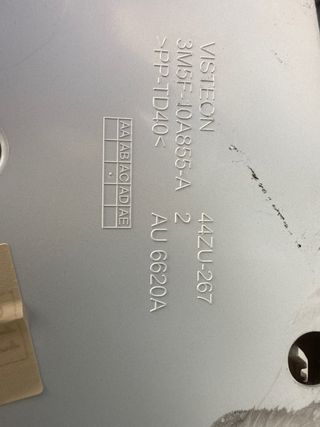 VISTEON 44ZU-267
3M5F-10A855-A 2 AU 6620A
>PP-TD40<
AA AB AC AD AE